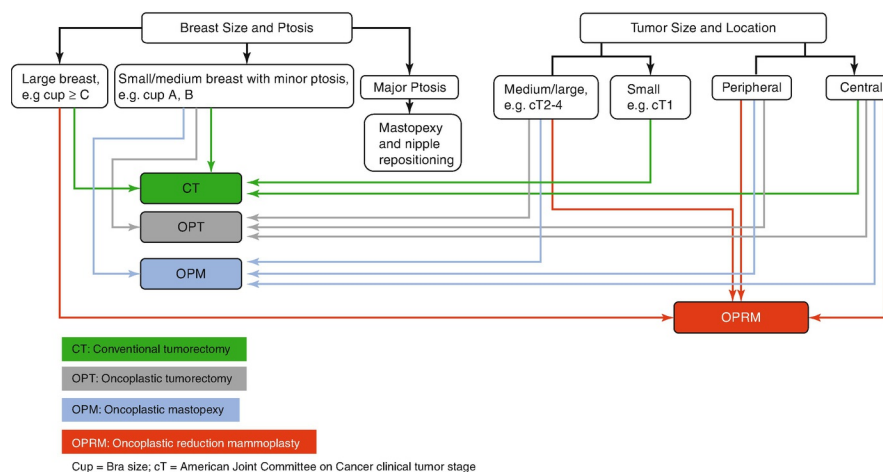 Breast Size and Ptosis
Tumor Size and Location
Large breast,
e.g cup ≥ C
Small/medium breast with minor ptosis,
e.g. cup A, B
Major Ptosis
Medium/large,
e.g. cT2-4
Small
e.g. cT1
Peripheral
Central
Mastopexy
and nipple
repositioning
CT
OPT
OPM
OPRM
CT: Conventional tumorectomy
OPT: Oncoplastic tumorectomy
OPM: Oncoplastic mastopexy
OPRM: Oncoplastic reduction mammoplasty
Cup = Bra size; cT = American Joint Committee on Cancer clinical tumor stage